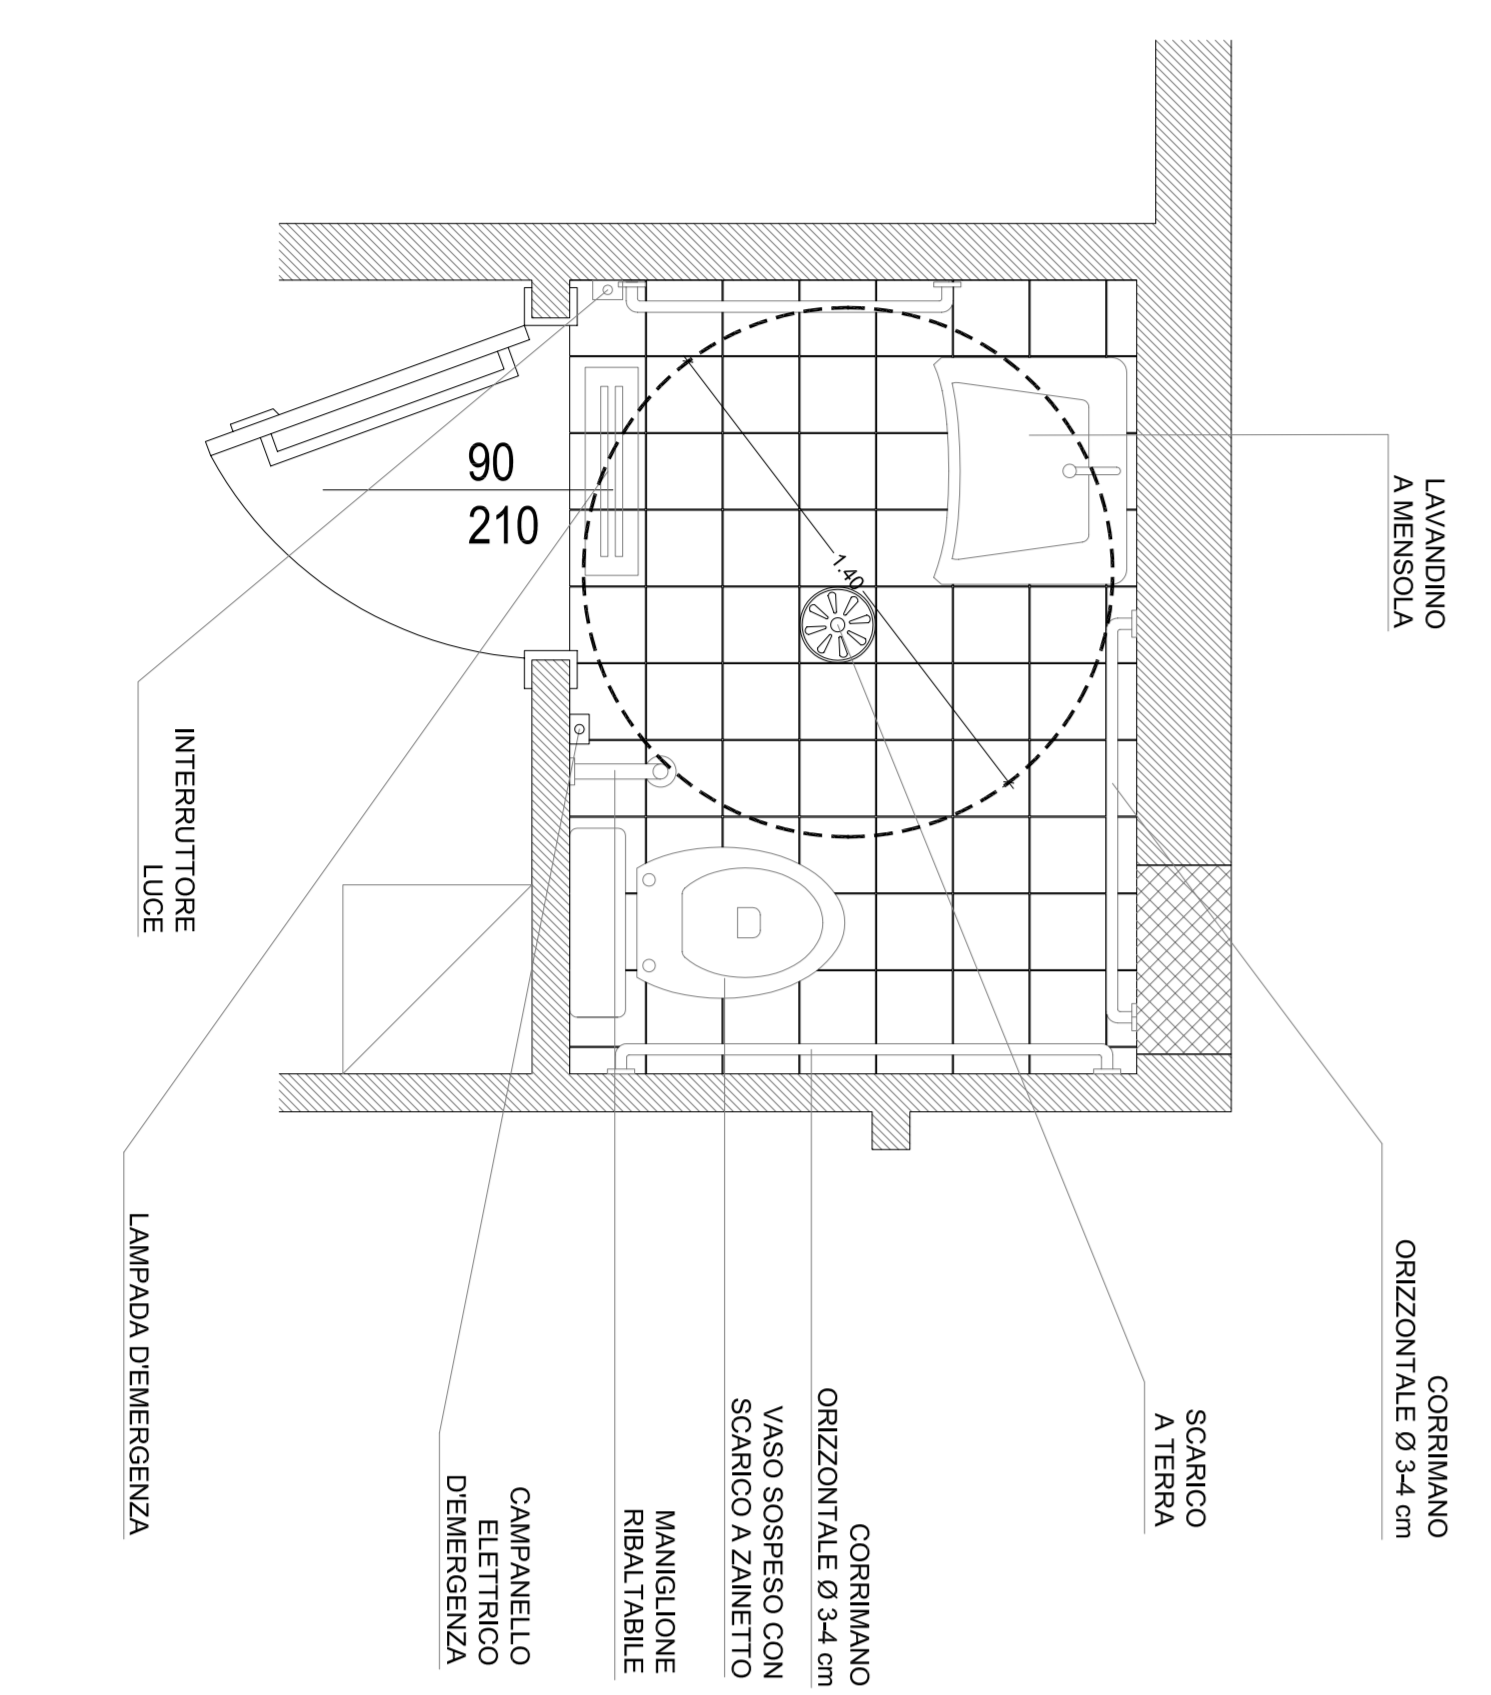 90
210
1.40
LAVANDINO
A MENSOLA
INTERRUTTORE
LUCE
LAMPADA D'EMERGENZA
CAMPANELLO
ELETTRICO
D'EMERGENZA
MANIGLIONE
RIBALTABILE
VASO SOSPESO CON
SCARICO A ZAINETTO
CORRIMANO
ORIZZONTALE Ø 3-4 cm
SCARICO
A TERRA
CORRIMANO
ORIZZONTALE Ø 3-4 cm